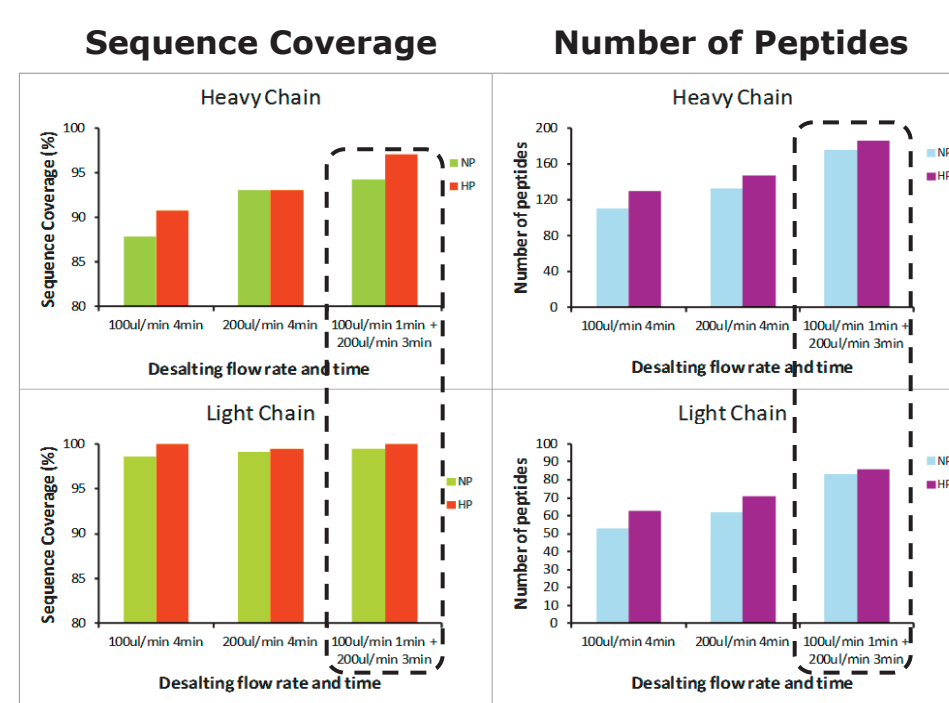 Sequence Coverage
Number of Peptides
Heavy Chain
Sequence Coverage (%)
100
95
90
85
80
NP
HP
100ul/min 4min
200ul/min 4min
100ul/min 1min +
200ul/min 3min
Desalting flow rate and time
Heavy Chain
Number of peptides
200
160
120
80
40
0
NP
HP
100ul/min 4min
200ul/min 4min
100ul/min 1min +
200ul/min 3min
Desalting flow rate and time
Light Chain
Sequence Coverage (%)
100
95
90
85
80
NP
HP
100ul/min 4min
200ul/min 4min
100ul/min 1min +
200ul/min 3min
Desalting flow rate and time
Light Chain
Number of peptides
100
90
80
70
60
50
40
30
20
10
0
NP
HP
100ul/min 4min
200ul/min 4min
100ul/min 1min +
200ul/min 3min
Desalting flow rate and time